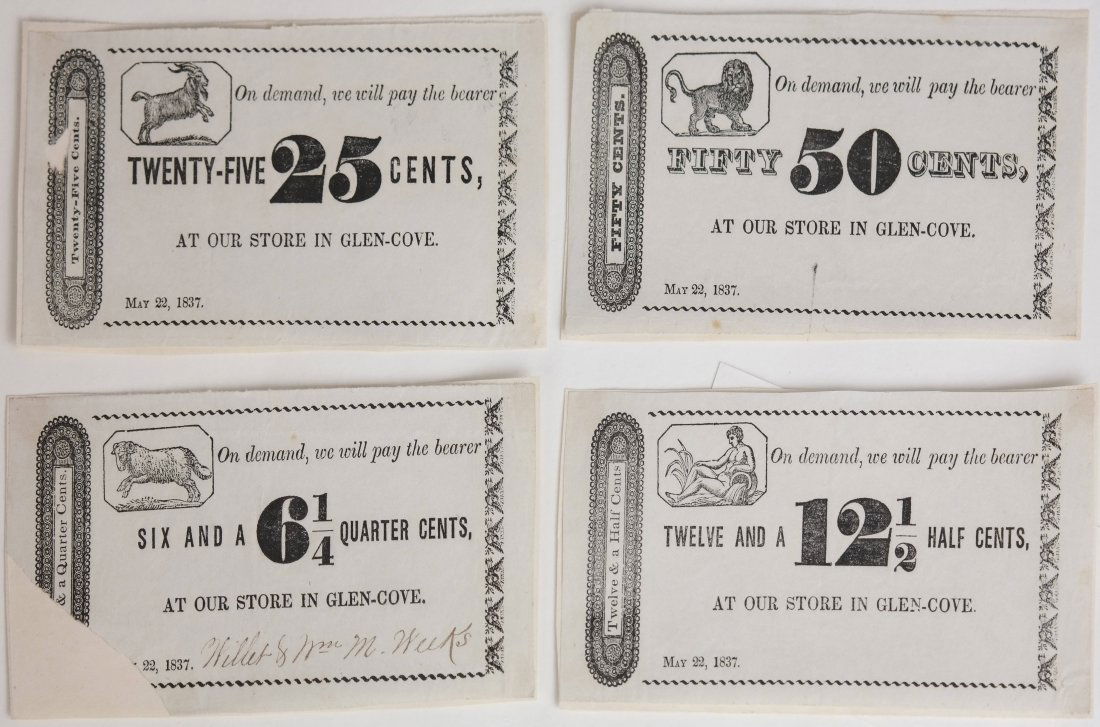 Twenty-Five Cents.
On demand, we will pay the bearer
TWENTY-FIVE 25 CENTS,
AT OUR STORE IN GLEN-COVE.
MAY 22, 1837.
FIFTY CENTS.
On demand, we will pay the bearer
FIFTY 50 CENTS,
AT OUR STORE IN GLEN-COVE.
MAY 22, 1837.
& a Quarter Cents
On demand, we will pay the bearer
SIX AND A 6 1/4 QUARTER CENTS,
AT OUR STORE IN GLEN-COVE.
22, 1837. Willet & Wm M. Weeks
Twelve & a Half Cents
On demand, we will pay the bearer
TWELVE AND A 12 1/2 HALF CENTS,
AT OUR STORE IN GLEN-COVE.
MAY 22, 1837.